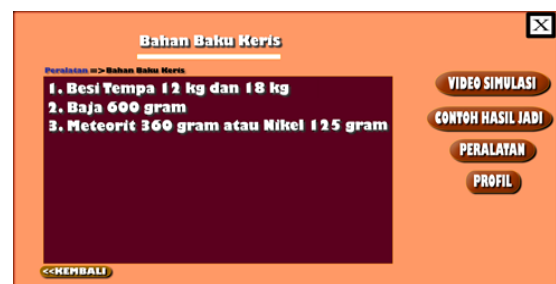 X
Bahan Baku Keris
Peralatan =>Bahan Baku Keris
1. Besi Tempa 12 kg dan 18 kg
2. Baja 600 gram
3. Meteorit 360 gram atau Nikel 125 gram
VIDEO SIMULASI
CONTOH HASIL JADI
PERALATAN
PROFIL
<<KEMBALI